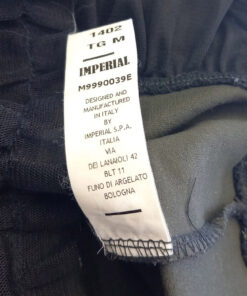 1402
TG M
IMPERIAL
M9990039E
DESIGNED AND
MANUFACTURED
IN ITALY
BY
IMPERIAL S.P.A.
ITALIA
VIA
DEI LANAIOLI 42
BLT 11
FUNO DI ARGELATO
BOLOGNA